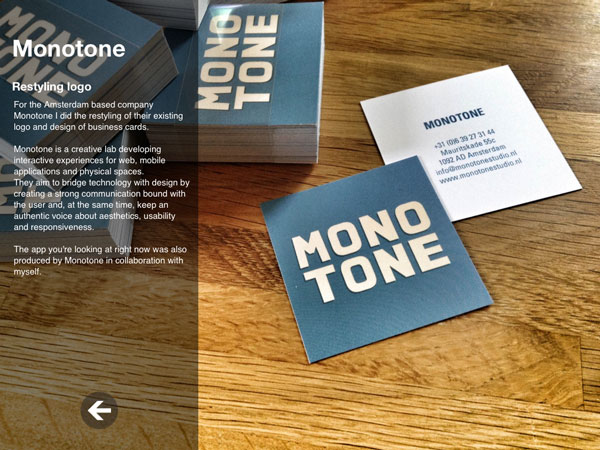 Monotone
Restyling logo
For the Amsterdam based company
Monotone I did the restyling of their existing
logo and design of business cards.
Monotone is a creative lab developing
interactive experiences for web, mobile
applications and physical spaces.
They aim to bridge technology with design by
creating a strong communication bound with
the user and, at the same time, keep an
authentic voice about aesthetics, usability
and responsiveness.
The app you're looking at right now was also
produced by Monotone in collaboration with
myself.
MONO
TONE
MONO
TONE
MONOTONE
+31 (0)6 39 27 31 44
Mauritskade 55c
1092 AD Amsterdam
info@monotonestudio.nl
www.monotonestudio.nl
MONO
TONE